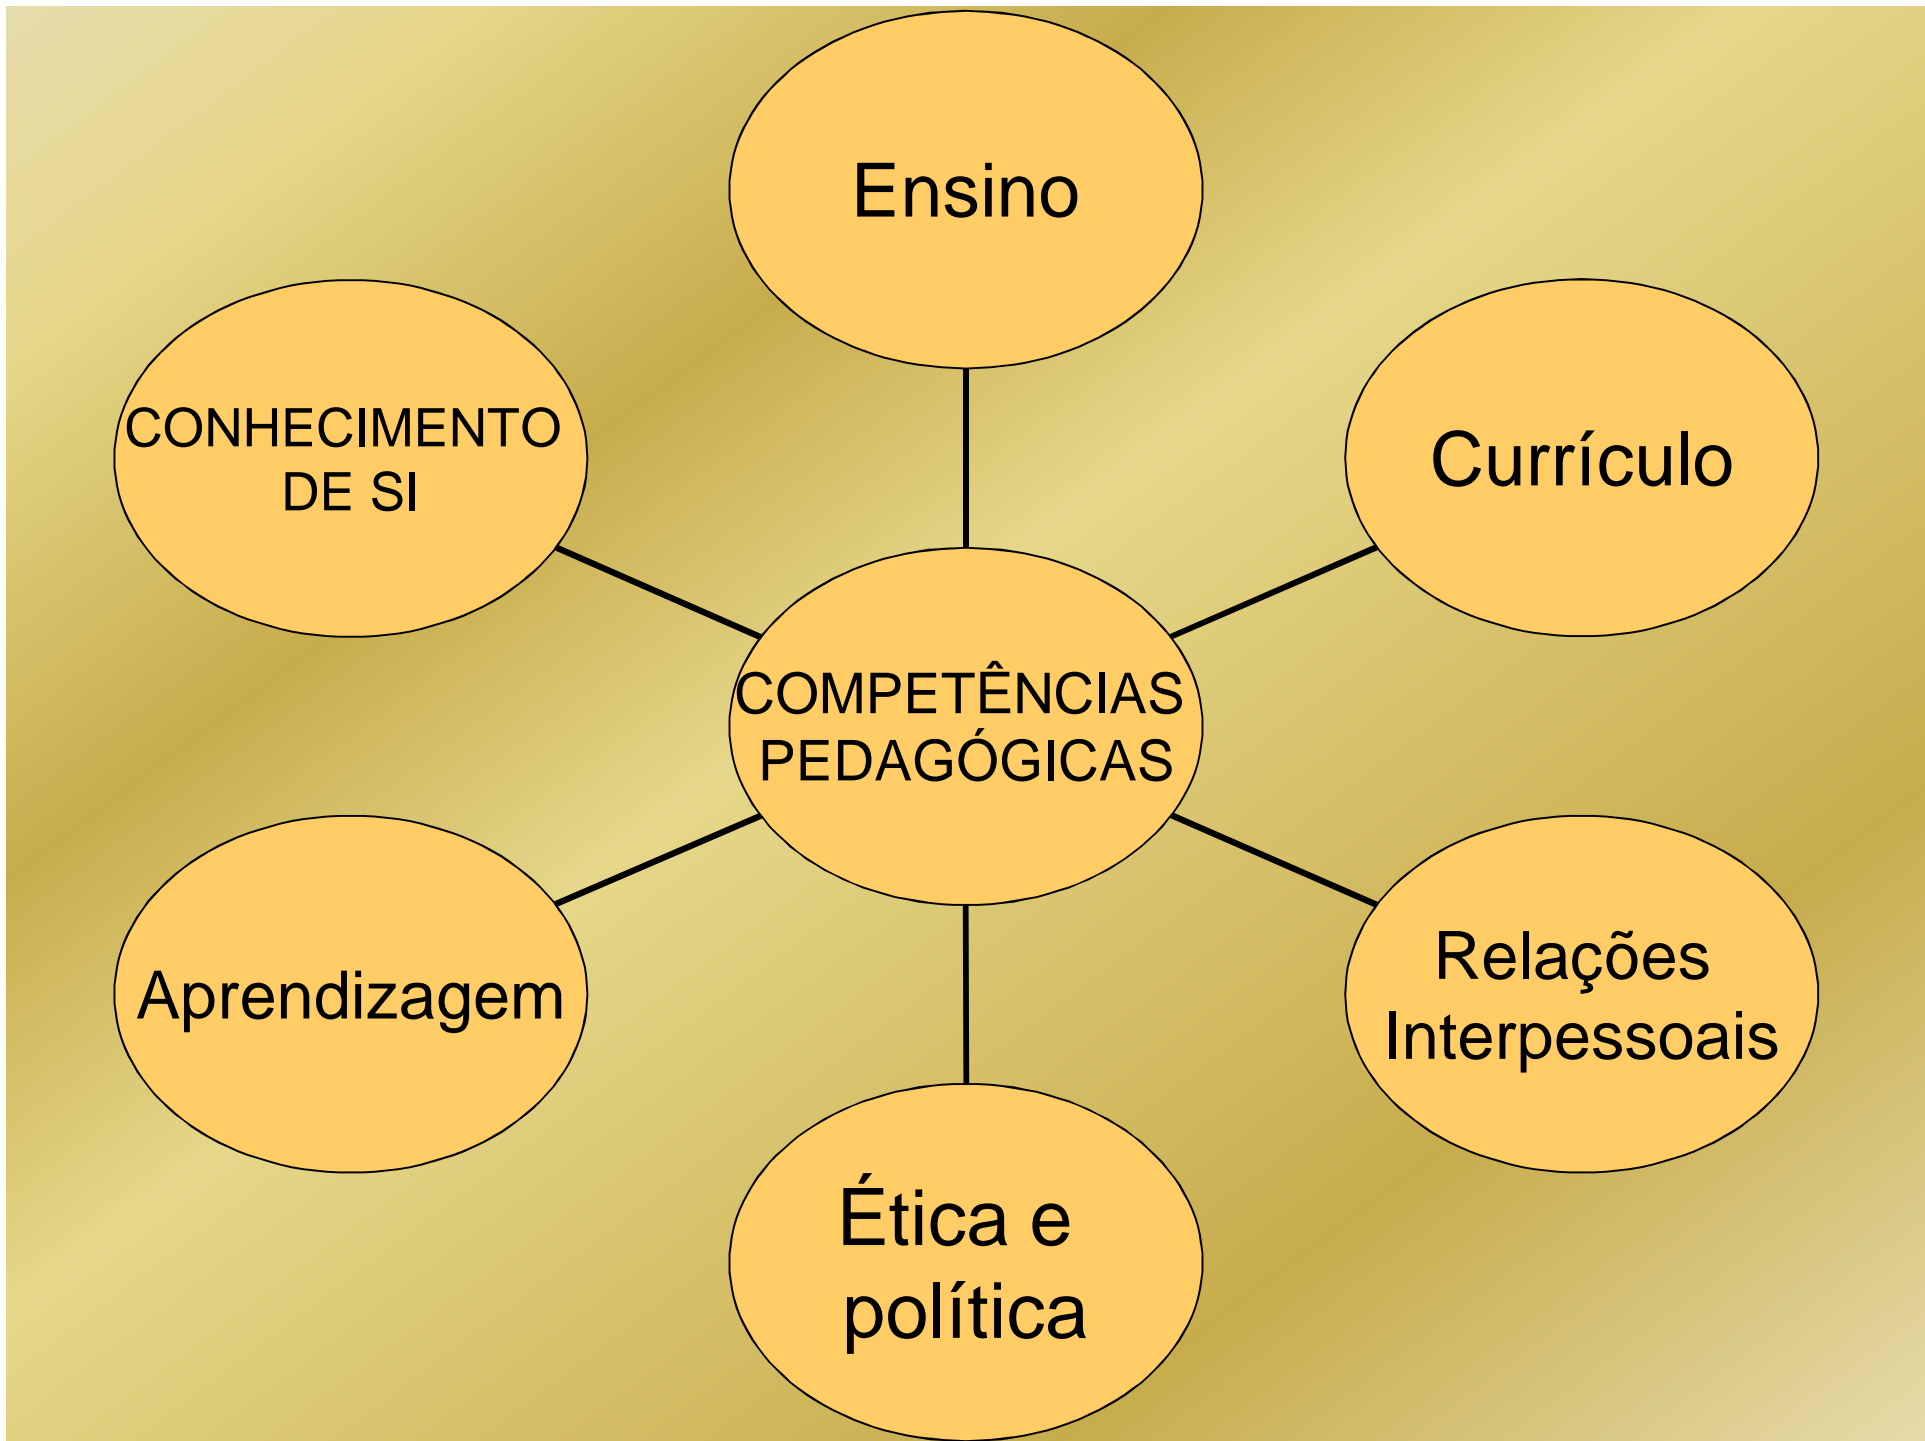 Ensino
CONHECIMENTO
DE SI
Currículo
COMPETÊNCIAS
PEDAGÓGICAS
Aprendizagem
Relações
Interpessoais
Ética e
política